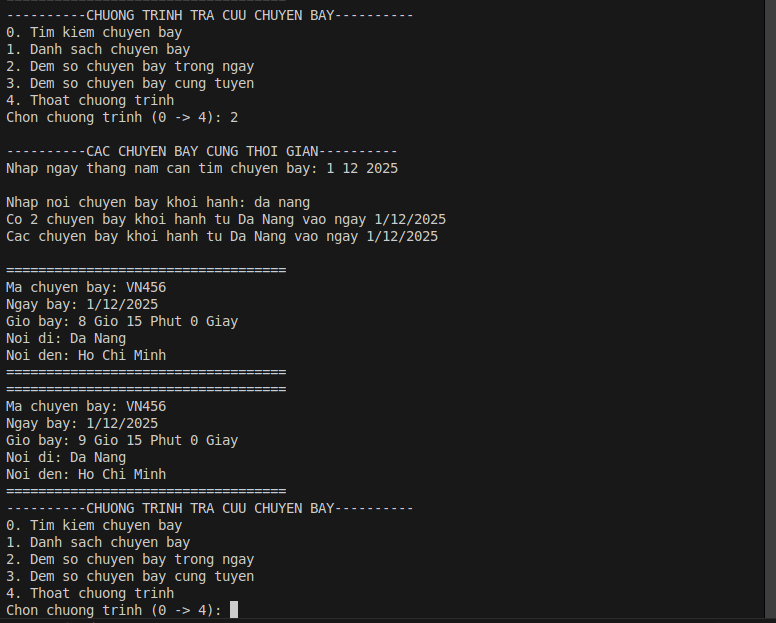 ----------CHUONG TRINH TRA CUU CHUYEN BAY----------
0. Tim kiem chuyen bay
1. Danh sach chuyen bay
2. Dem so chuyen bay trong ngay
3. Dem so chuyen bay cung tuyen
4. Thoat chuong trinh
Chon chuong trinh (0 -> 4): 2

----------CAC CHUYEN BAY CUNG THOI GIAN----------
Nhap ngay thang nam can tim chuyen bay: 1 12 2025

Nhap noi chuyen bay khoi hanh: da nang
Co 2 chuyen bay khoi hanh tu Da Nang vao ngay 1/12/2025
Cac chuyen bay khoi hanh tu Da Nang vao ngay 1/12/2025

===================================
Ma chuyen bay: VN456
Ngay bay: 1/12/2025
Gio bay: 8 Gio 15 Phut 0 Giay
Noi di: Da Nang
Noi den: Ho Chi Minh
===================================
===================================
Ma chuyen bay: VN456
Ngay bay: 1/12/2025
Gio bay: 9 Gio 15 Phut 0 Giay
Noi di: Da Nang
Noi den: Ho Chi Minh
===================================
----------CHUONG TRINH TRA CUU CHUYEN BAY----------
0. Tim kiem chuyen bay
1. Danh sach chuyen bay
2. Dem so chuyen bay trong ngay
3. Dem so chuyen bay cung tuyen
4. Thoat chuong trinh
Chon chuong trinh (0 -> 4):